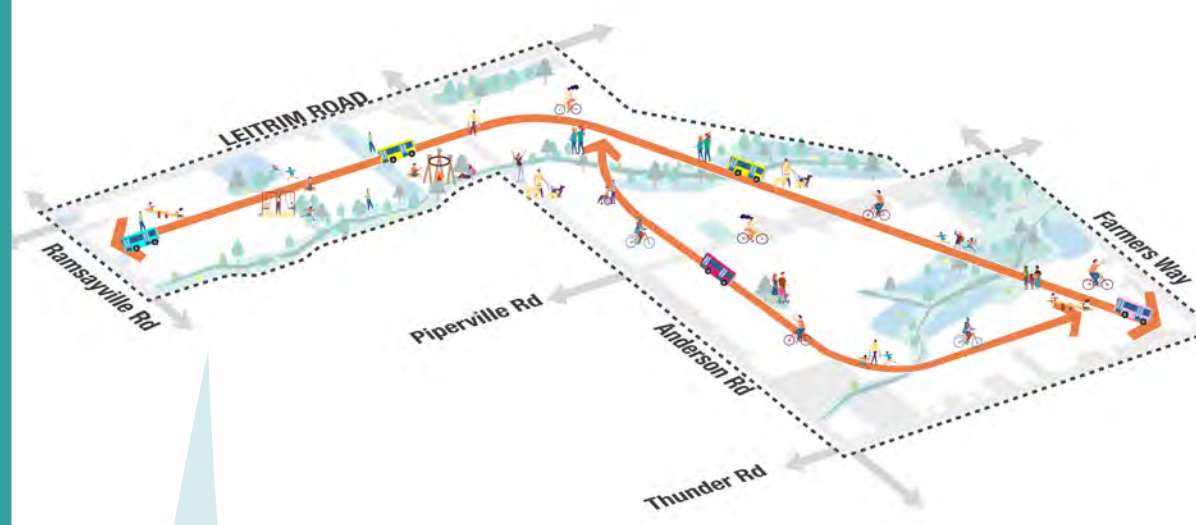 LEITRIM ROAD
Ramsayville Rd
Piperville Rd
Anderson Rd
Farmers Way
Thunder Rd